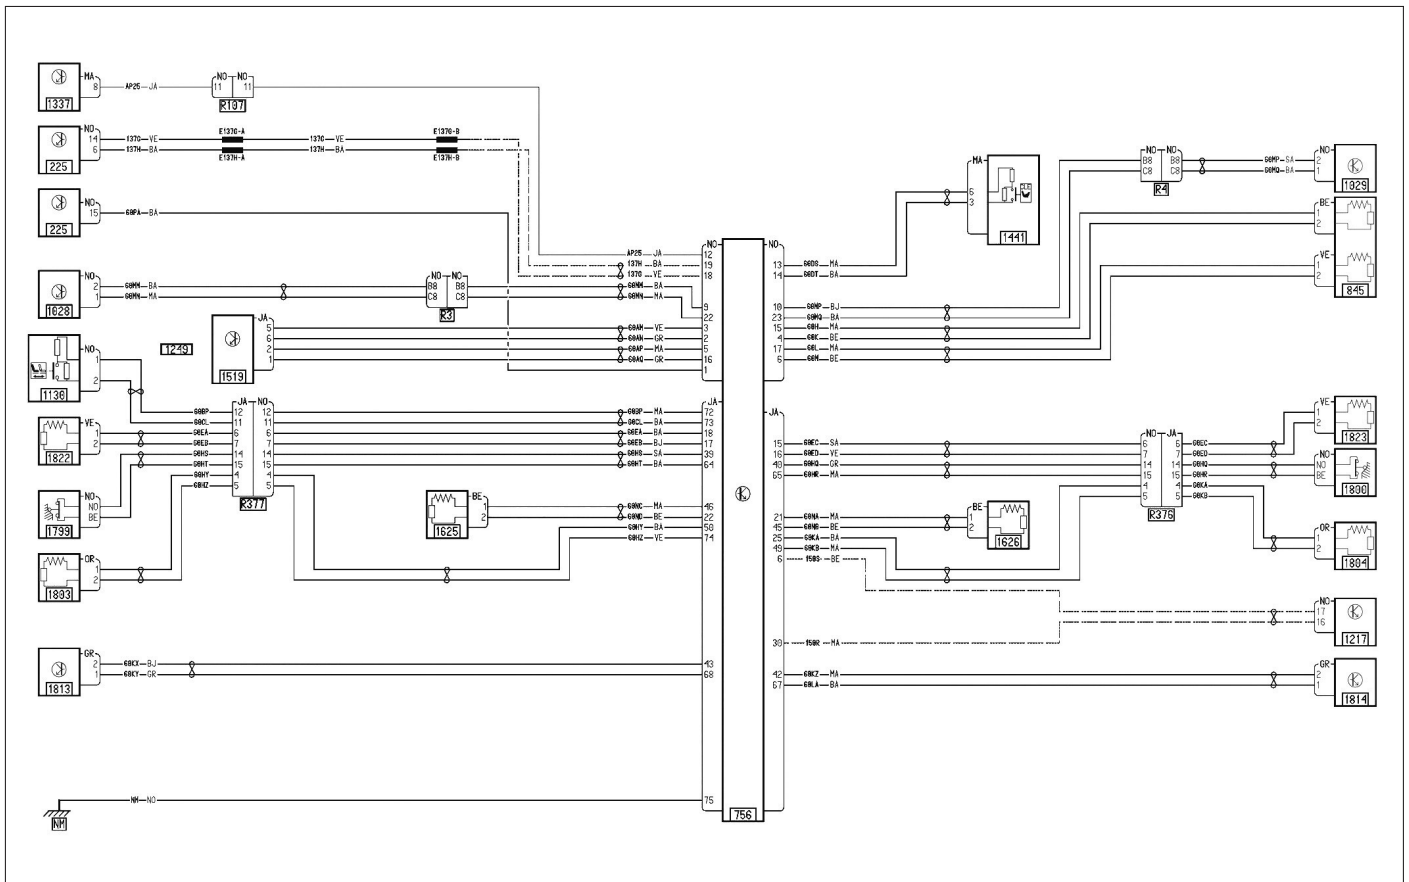 MA
8 AP25 JA
NO NO
11 11
1337
R107
NO
14 137G VE E137G-A 137G VE E137G-B
6 137H BA E137H-A 137H BA E137H-B
225
NO
15 68PA BA
225
NO
2 68MM BA
1 68MN MA
1028
NO NO
B8 B8
C8 C8
R3
1249
JA
5
6
2
1
1519
NO
1
2
1130
VE
1
2
1822
NO
NO
BE
1799
OR
1
2
1803
JA NO
68BP 12 12
68CL 11 11
68EA 6 6
7 7
68HS 14 14
68HT 15 15
68HY 4 4
68HZ 5 5
R377
BE
1
2
1625
GR
2 68KX BJ
1 68KY GR
1813
NM NO
NM
NO
AP25 JA 12
137H BA 19
137G VE 18
68MM BA 9
68MN MA 22
68AM VE 3
68AN GR 2
68AP MA 5
68AQ GR 16
1
JA
68BP MA 72
68CL BA 73
68EA BA 18
68EB BJ 17
68HS SA 39
68HT BA 64
68NC MA 46
68ND BE 22
68HY BA 50
68HZ VE 74
43
68
75
756
NO
13 68DS MA
14 68DT BA
10 68MP BJ
23 68MQ BA
15 68H MA
4 68K BE
17 68L MA
6 68M BE
JA
15 68EC SA
16 68ED VE
40 68HQ GR
65 68HR MA
21 68NA MA
45 68NB BE
25 68KA BA
49 68KB MA
6 150S BE
30 150R MA
42 68KZ MA
67 68LA BA
MA
6
3
CLE
1441
NO NO
B8 B8 68MP SA
C8 C8 68MQ BA
R4
NO
2
1
1029
BE
1
2
VE
1
2
845
BE
1
2
1626
NO JA
6 6 68EC
7 7 68ED
14 14 68HQ
15 15 68HR
4 4 68KA
5 5 68KB
R376
VE
1
2
1823
NO
NO
BE
1800
OR
1
2
1804
NO
17
16
1217
GR
2
1
1814